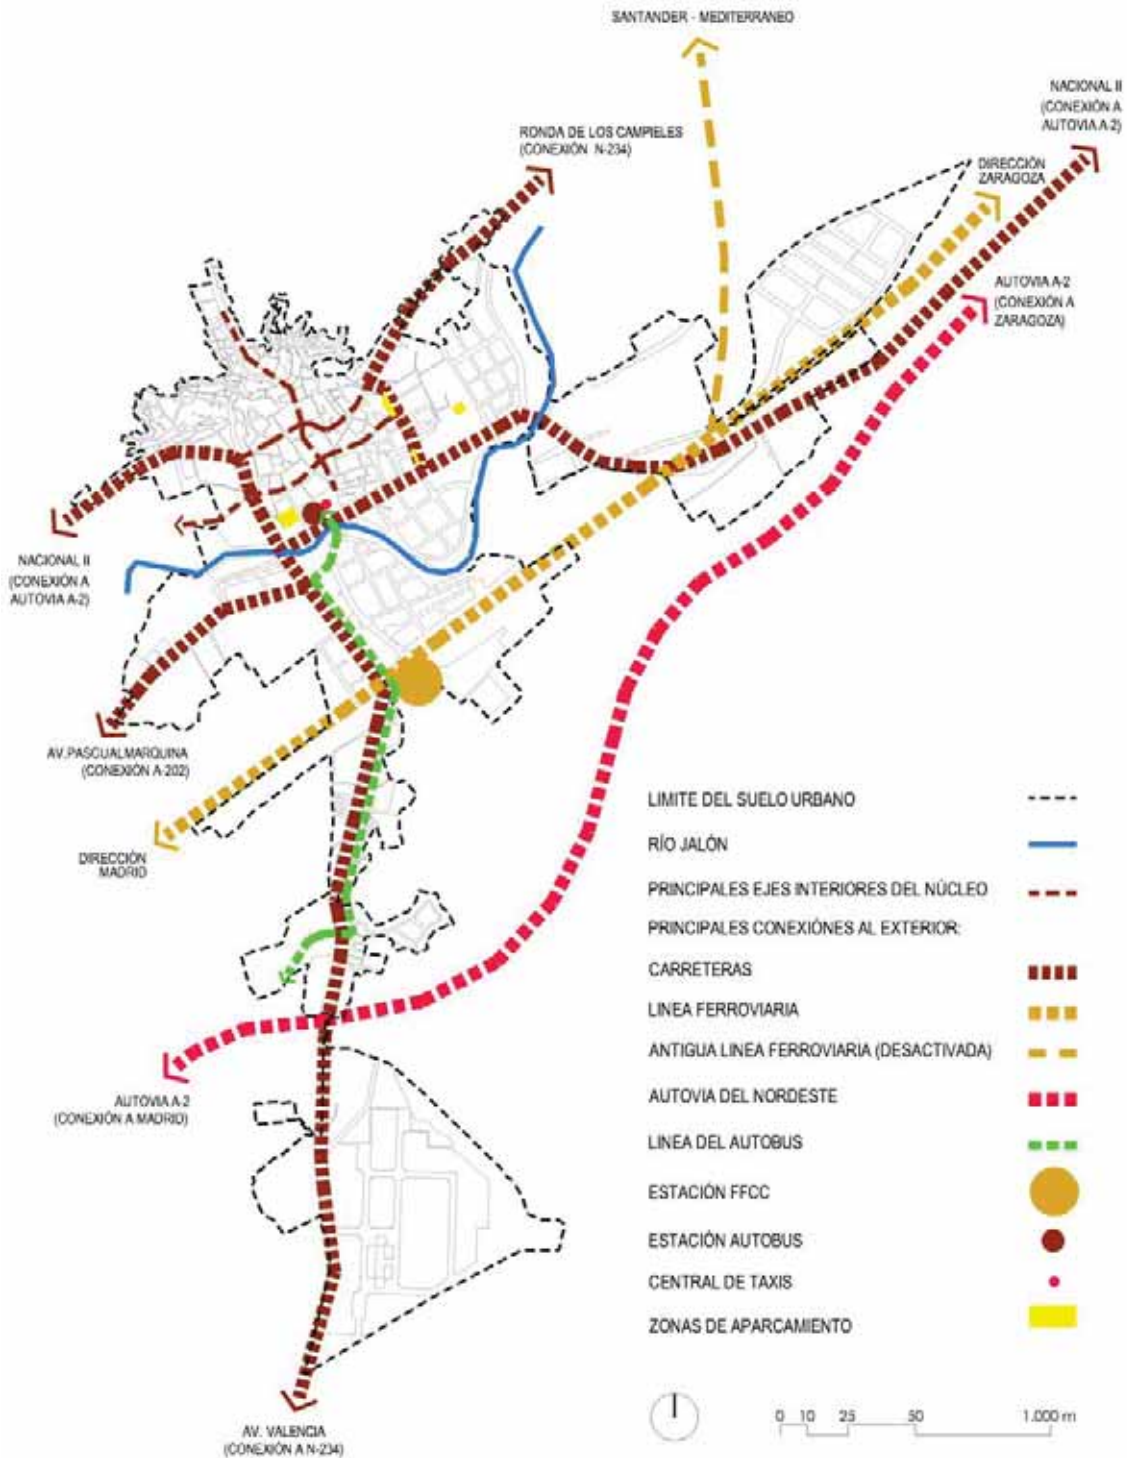 SANTANDER - MEDITERRANEO
NACIONAL II
(CONEXIÓN A
AUTOVIA A-2)
RONDA DE LOS CAMPIELES
(CONEXIÓN N-234)
DIRECCIÓN
ZARAGOZA
AUTOVIA A-2
(CONEXIÓN A
ZARAGOZA)
NACIONAL II
(CONEXIÓN A
AUTOVIA A-2)
AV.PASCUALMARQUINA
(CONEXIÓN A-202)
DIRECCIÓN
MADRID
AUTOVIA A-2
(CONEXIÓN A MADRID)
AV. VALENCIA
(CONEXIÓN A N-234)
LIMITE DEL SUELO URBANO
RÍO JALÓN
PRINCIPALES EJES INTERIORES DEL NÚCLEO
PRINCIPALES CONEXIÓNES AL EXTERIOR:
CARRETERAS
LINEA FERROVIARIA
ANTIGUA LINEA FERROVIARIA (DESACTIVADA)
AUTOVIA DEL NORDESTE
LINEA DEL AUTOBUS
ESTACIÓN FFCC
ESTACIÓN AUTOBUS
CENTRAL DE TAXIS
ZONAS DE APARCAMIENTO
0 10 25 50 1.000 m